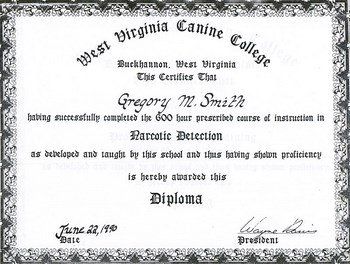 West Virginia Canine College
Buckhannon, West Virginia
This Certifies That
Gregory M. Smith
having successfully completed the 600 hour prescribed course of instruction in
Narcotic Detection
as developed and taught by this school and thus having shown proficiency
is hereby awarded this
Diploma
June 22, 1990
Date
Wayne Davis
President